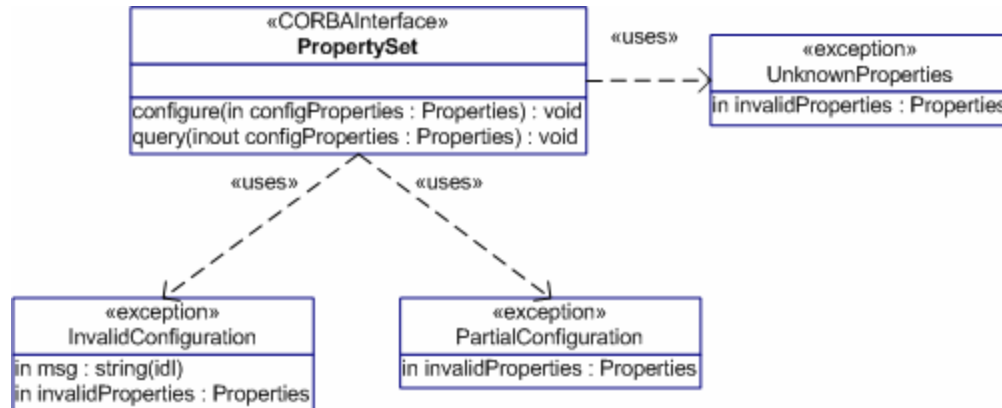 «CORBAInterface»
PropertySet
configure(in configProperties : Properties) : void
query(inout configProperties : Properties) : void
«uses»
«exception»
UnknownProperties
in invalidProperties : Properties
«uses»
«uses»
«exception»
InvalidConfiguration
in msg : string(idl)
in invalidProperties : Properties
«exception»
PartialConfiguration
in invalidProperties : Properties